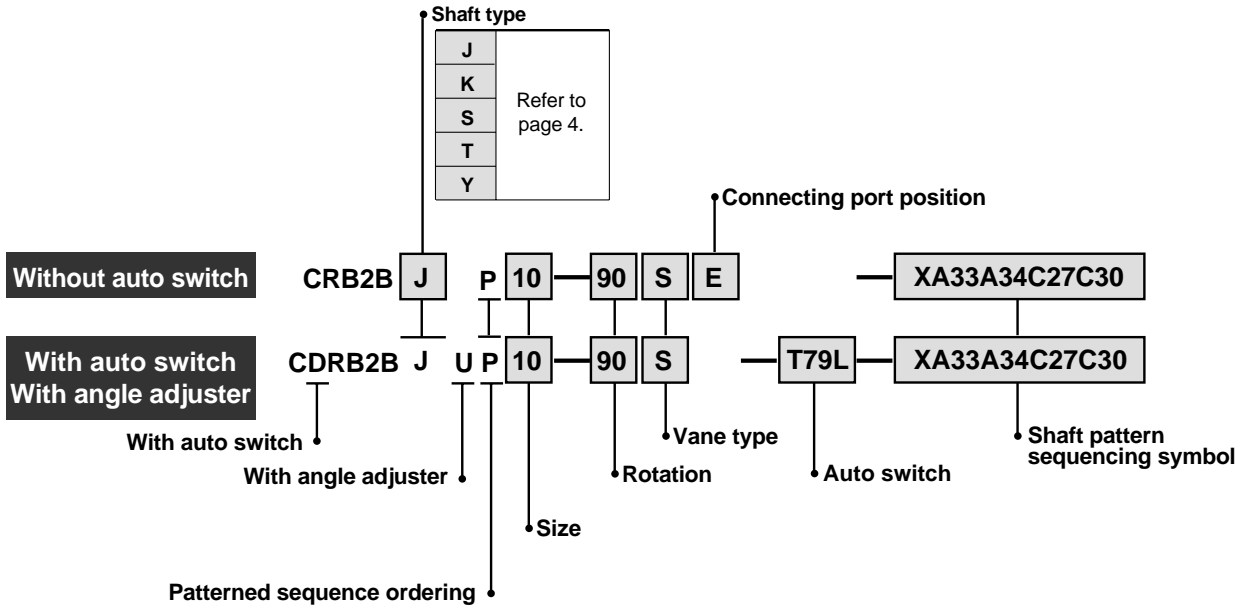 Shaft type
J
K
S
T
Y
Refer to
page 4.
Connecting port position
Without auto switch
CRB2B J P 10 — 90 S E — XA33A34C27C30
With auto switch
With angle adjuster
CDRB2B J U P 10 — 90 S — T79L — XA33A34C27C30
With auto switch
Vane type
Shaft pattern
sequencing symbol
With angle adjuster
Rotation
Auto switch
Size
Patterned sequence ordering